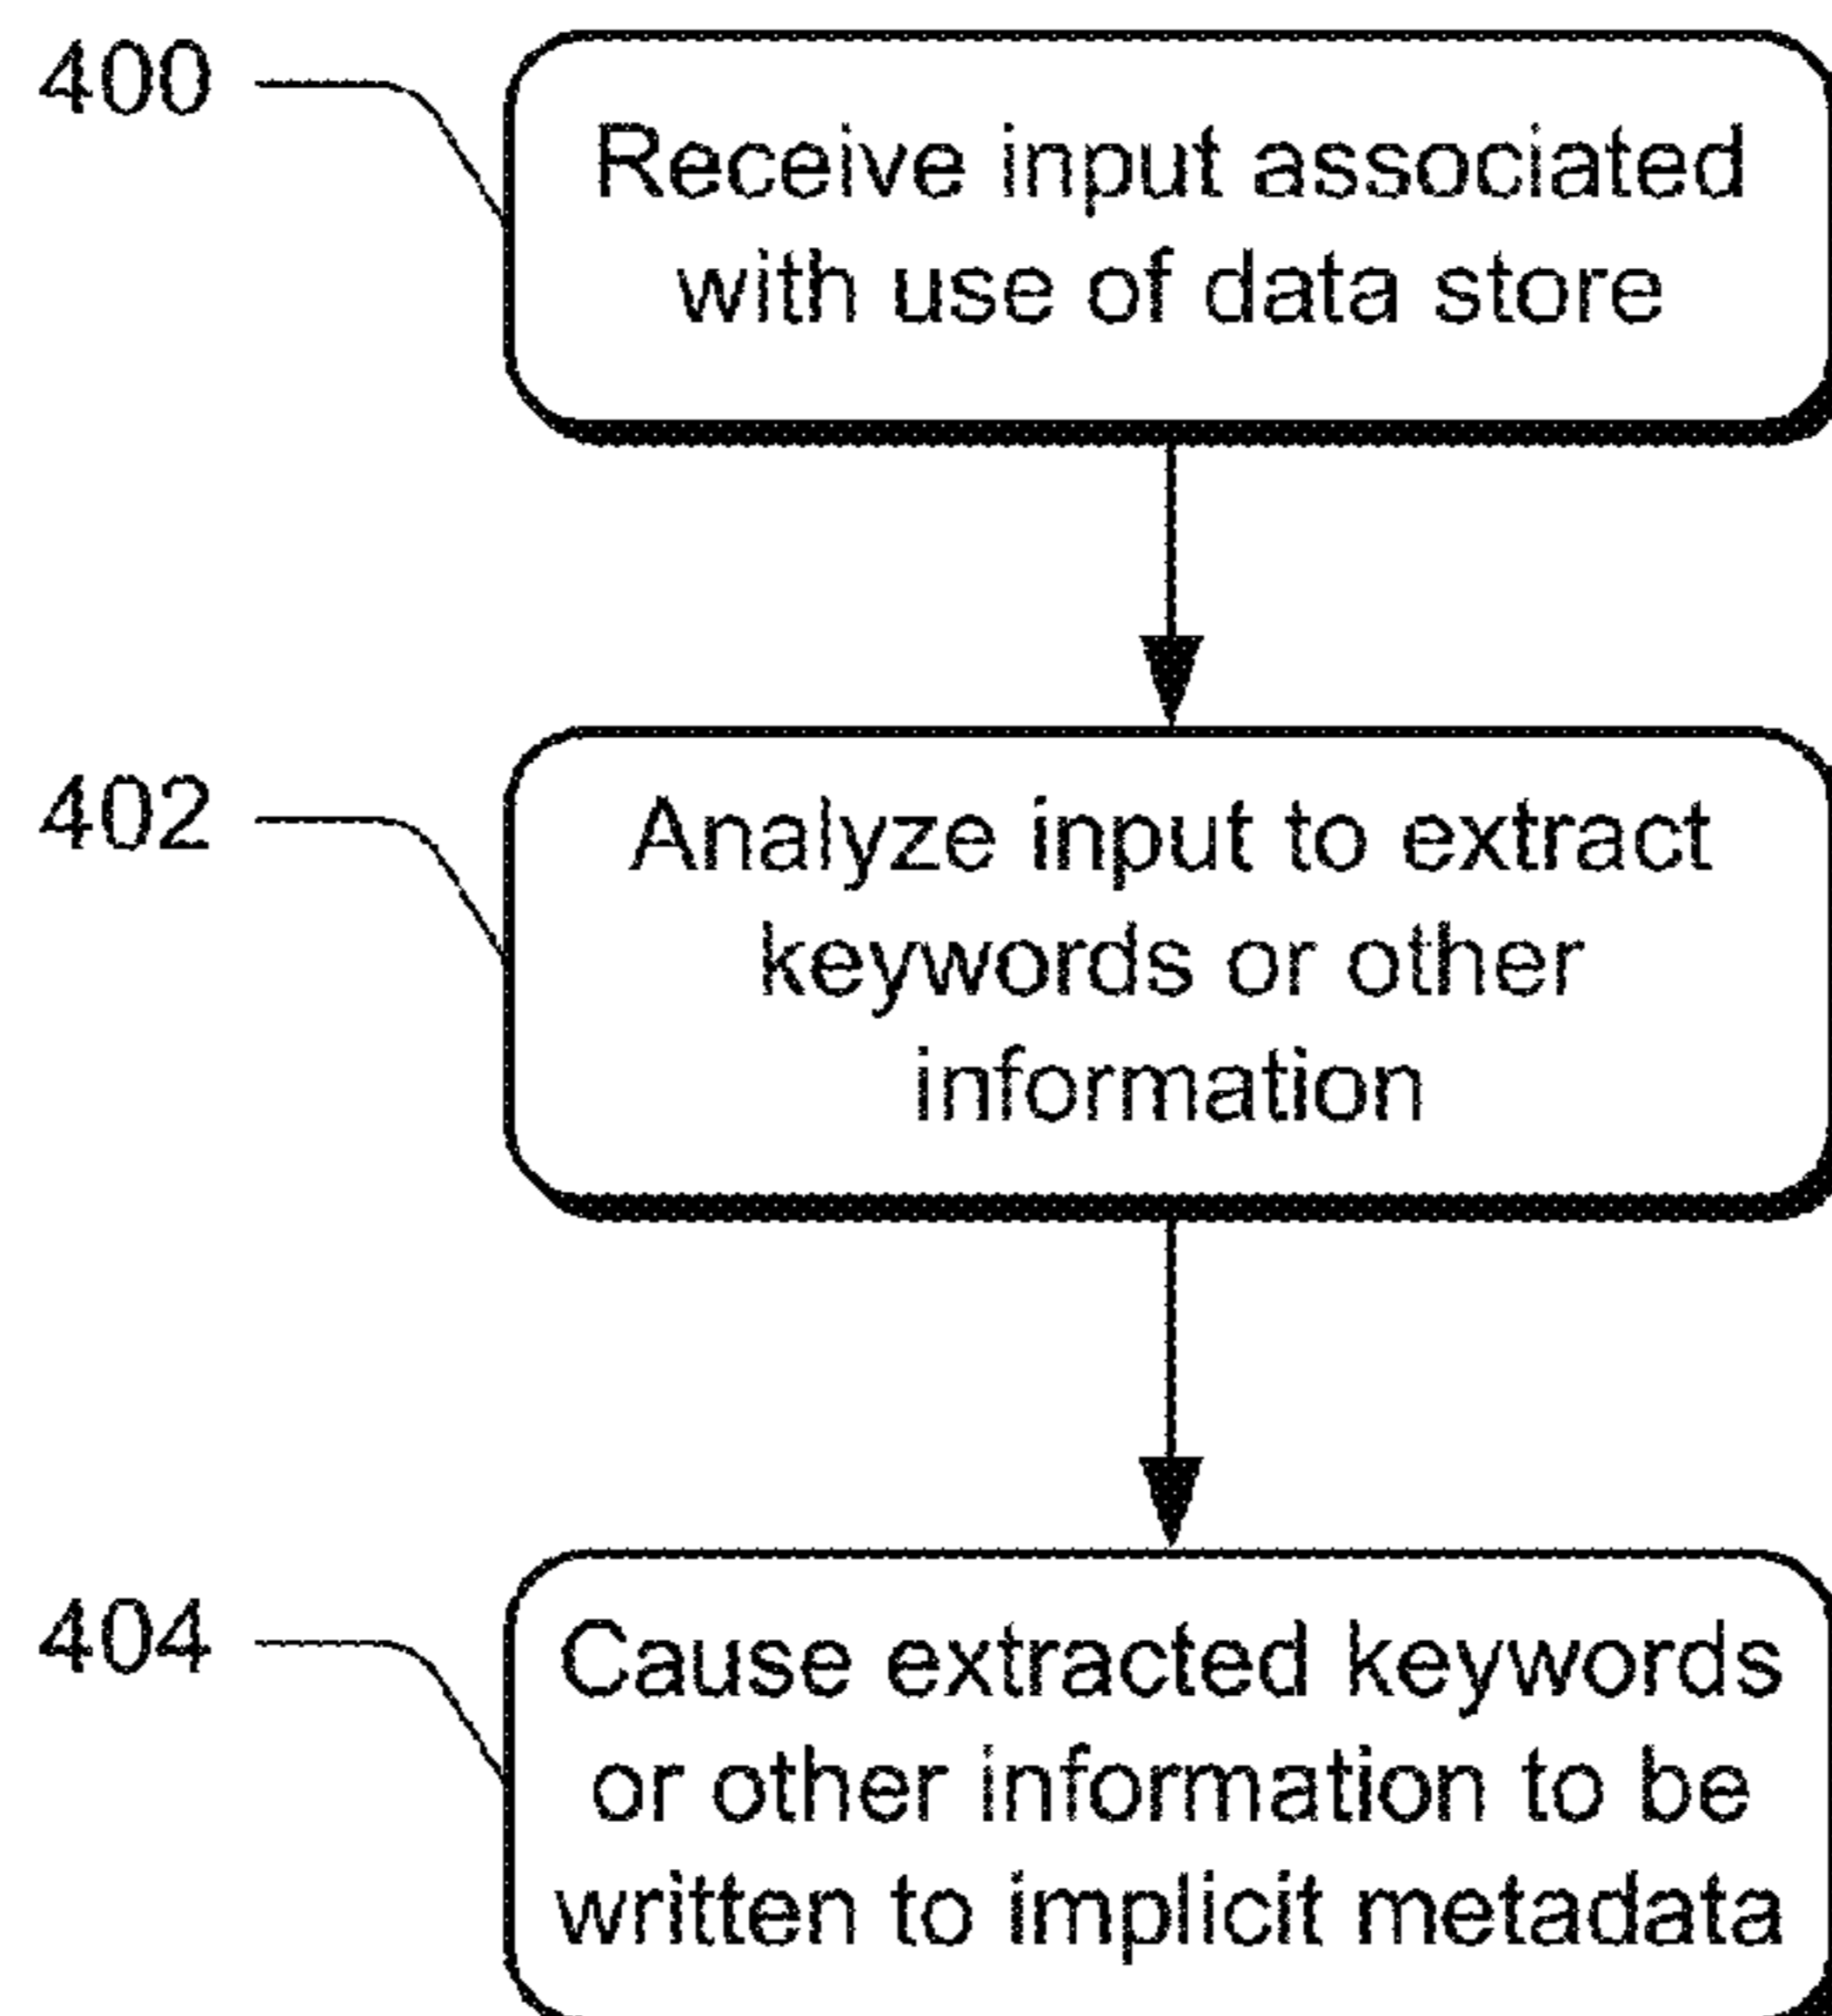 400
Receive input associated
with use of data store
402
Analyze input to extract
keywords or other
information
404
Cause extracted keywords
or other information to be
written to implicit metadata